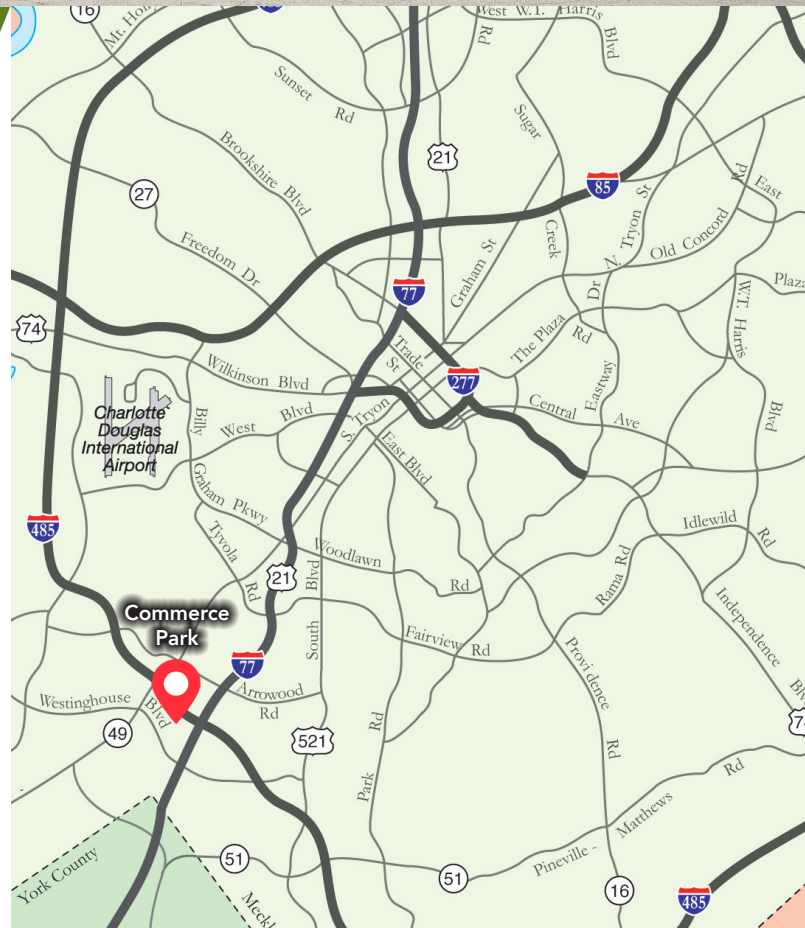 16
Mt. Ho
West W.T. Harris
Blvd
Rd
Sunset
Rd
Sugar
21
85
Brookshire Blvd
27
Freedom Dr
Graham St
Creek
Rd
N. Tryon St
Old Concord
Rd
East
W.T. Harris
Blvd
Plaza
77
74
Wilkinson Blvd
Trade
St
277
The Plaza
Dr
Eastway
Central Ave
Charlotte
Douglas
International
Airport
Billy
Graham Pkwy
West Blvd
S. Tryon
East Blvd
485
Tyvola
Rd
21
Woodlawn
Rd
South
Blvd
Idlewild
Rd
Rama Rd
Independence
Blv
Commerce
Park
77
Fairview Rd
Providence
Rd
Westinghouse
Blvd
Arrowood
Rd
49
521
7
Park
Rd
Pineville - Matthews
Rd
York County
Meckl
51
51
16
485